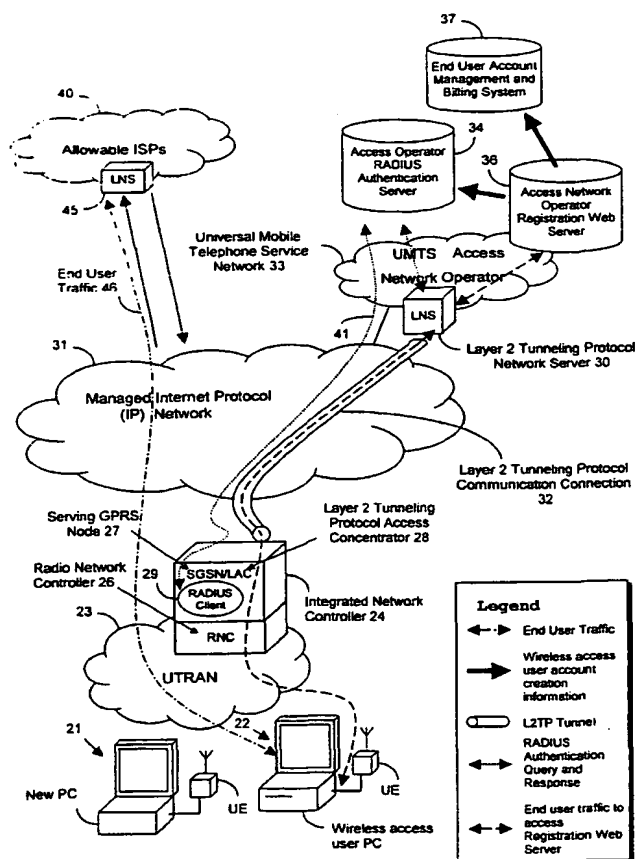 37
End User Account
Management and
Billing System
40
Allowable ISPs
LNS
45
34
Access Operator
RADIUS
Authentication
Server
36
Access Network
Operator
Registration Web
Server
Universal Mobile
Telephone Service
Network 33
UMTS Access
Network Operator
End User
Traffic 46
41
LNS
Layer 2 Tunneling Protocol
Network Server 30
31
Managed Internet Protocol
(IP) Network
Layer 2 Tunneling Protocol
Communication Connection
32
Serving GPRS
Node 27
Layer 2 Tunneling
Protocol Access
Concentrator 28
Radio Network
Controller 26
29
SGSN/LAC
RADIUS
Client
RNC
Integrated Network
Controller 24
23
UTRAN
21
New PC
UE
22
UE
Wireless access
user PC
Legend
End User Traffic
Wireless access
user account
creation
information
L2TP Tunnel
RADIUS
Authentication
Query and
Response
End user traffic to
access
Registration Web
Server